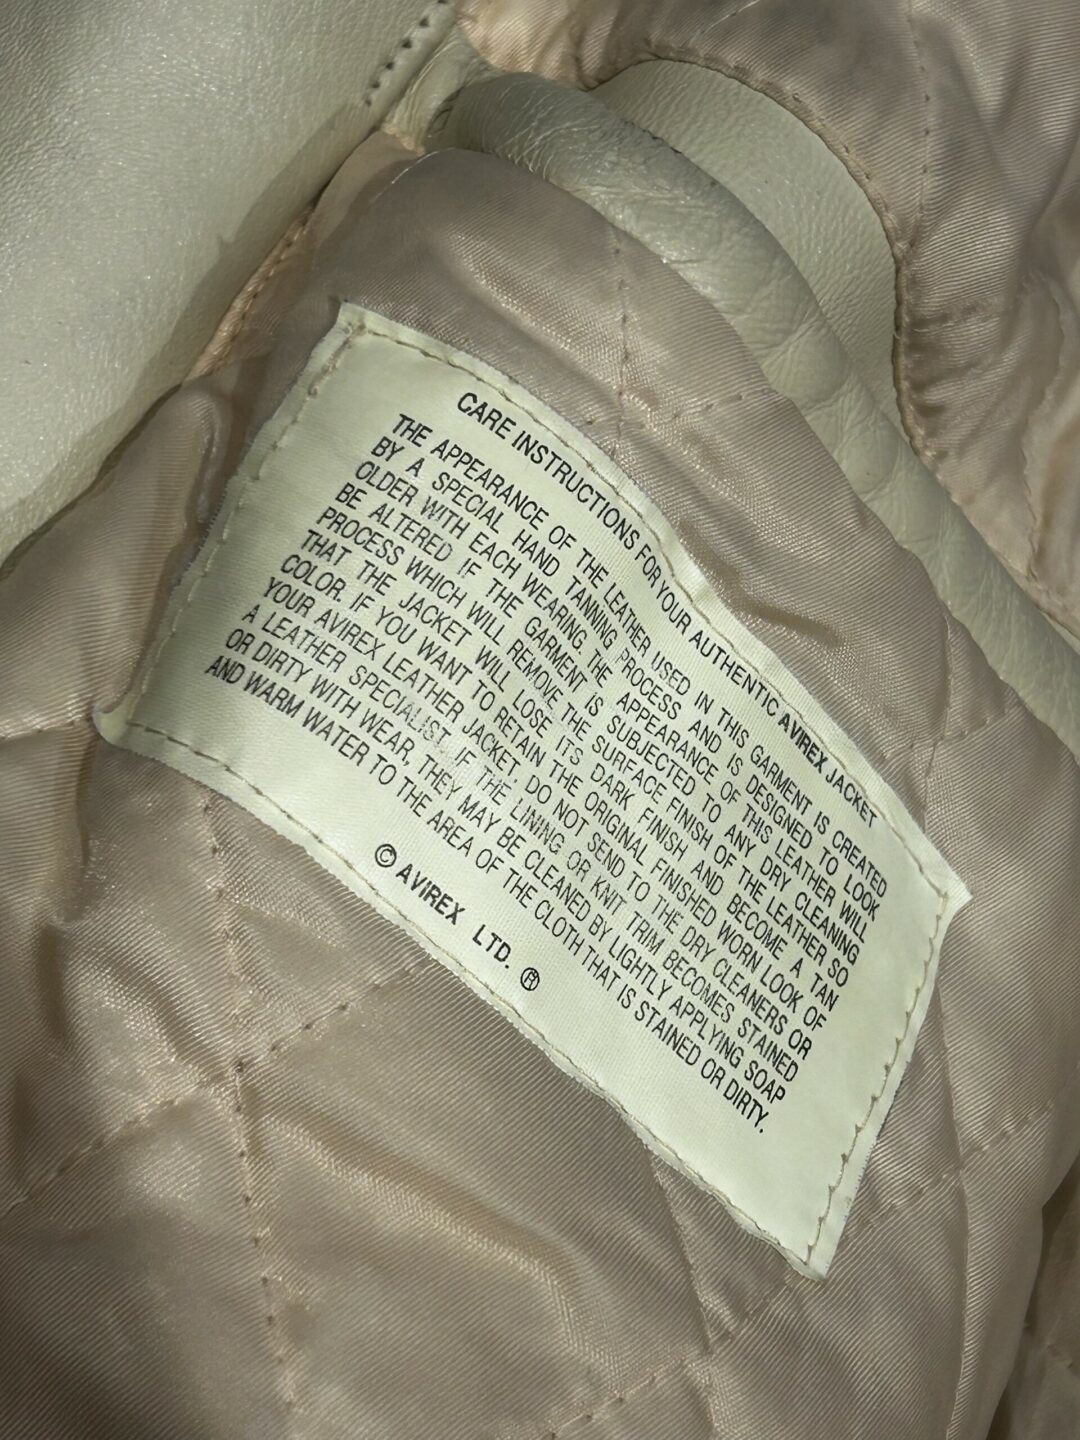 CARE INSTRUCTIONS FOR YOUR AUTHENTIC AVIREX JACKET
THE APPEARANCE OF THE LEATHER USED IN THIS GARMENT IS CREATED
BY A SPECIAL HAND TANNING PROCESS AND IS DESIGNED TO LOOK
OLDER WITH EACH WEARING. THE APPEARANCE OF THIS LEATHER WILL
BE ALTERED IF THE GARMENT IS SUBJECTED TO ANY DRY CLEANING
PROCESS WHICH WILL REMOVE THE SURFACE FINISH OF THE LEATHER SO
THAT THE JACKET WILL LOSE ITS DARK FINISH AND BECOME A TAN
COLOR. IF YOU WANT TO RETAIN THE ORIGINAL FINISHED WORN LOOK OF
YOUR AVIREX LEATHER JACKET, DO NOT SEND TO THE DRY CLEANERS OR
A LEATHER SPECIALIST. IF THE LINING OR KNIT TRIM BECOMES STAINED
OR DIRTY WITH WEAR, THEY MAY BE CLEANED BY LIGHTLY APPLYING SOAP
AND WARM WATER TO THE AREA OF THE CLOTH THAT IS STAINED OR DIRTY.
© AVIREX LTD. ®